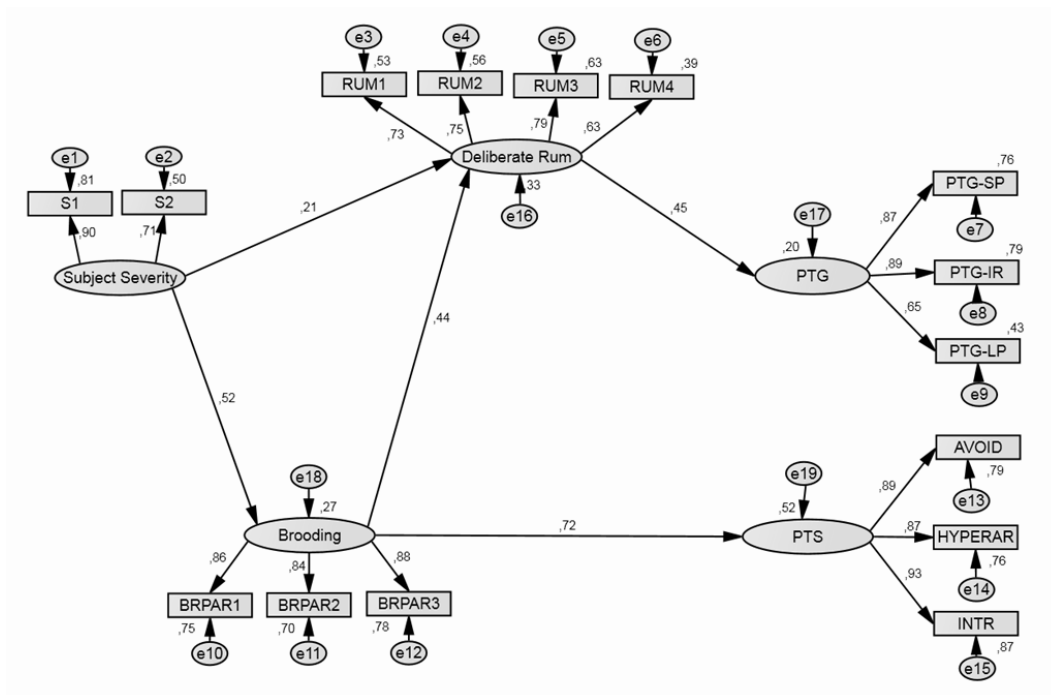 e3
e4
e5
e6
,53
,56
,63
,39
RUM1
RUM2
RUM3
RUM4
,73
,75
,79
,63
Deliberate Rum
,33
e16
e1
e2
,81
,50
S1
S2
,90
,71
Subject Severity
,21
,45
,44
,52
e17
,20
PTG
,87
,89
,65
,76
PTG-SP
e7
,79
PTG-IR
e8
,43
PTG-LP
e9
e18
,27
Brooding
,72
,86
,84
,88
BRPAR1
BRPAR2
BRPAR3
,75
,70
,78
e10
e11
e12
e19
,52
PTS
,89
,87
,93
AVOID
,79
e13
HYPERAR
,76
e14
INTR
,87
e15